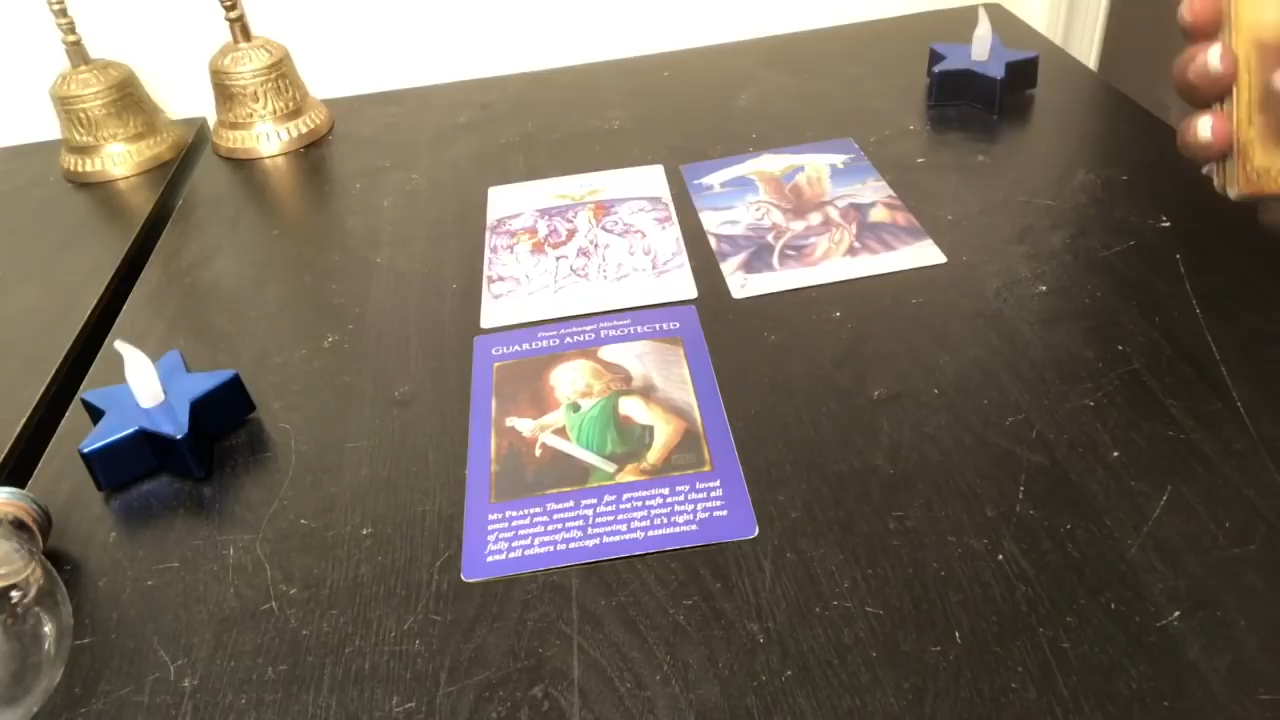 From Archangel Michael:
GUARDED AND PROTECTED
MY PRAYER: Thank you for protecting my loved
ones and me, ensuring that we're safe and that all
of our needs are met. I now accept your help grate-
fully and gracefully, knowing that it's right for me
and all others to accept heavenly assistance.